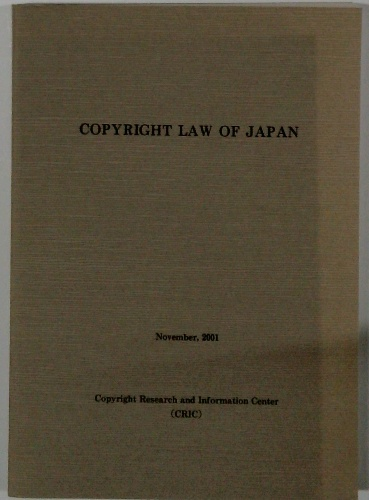 COPYRIGHT LAW OF JAPAN
November, 2001
Copyright Research and Information Center
(CRIC)